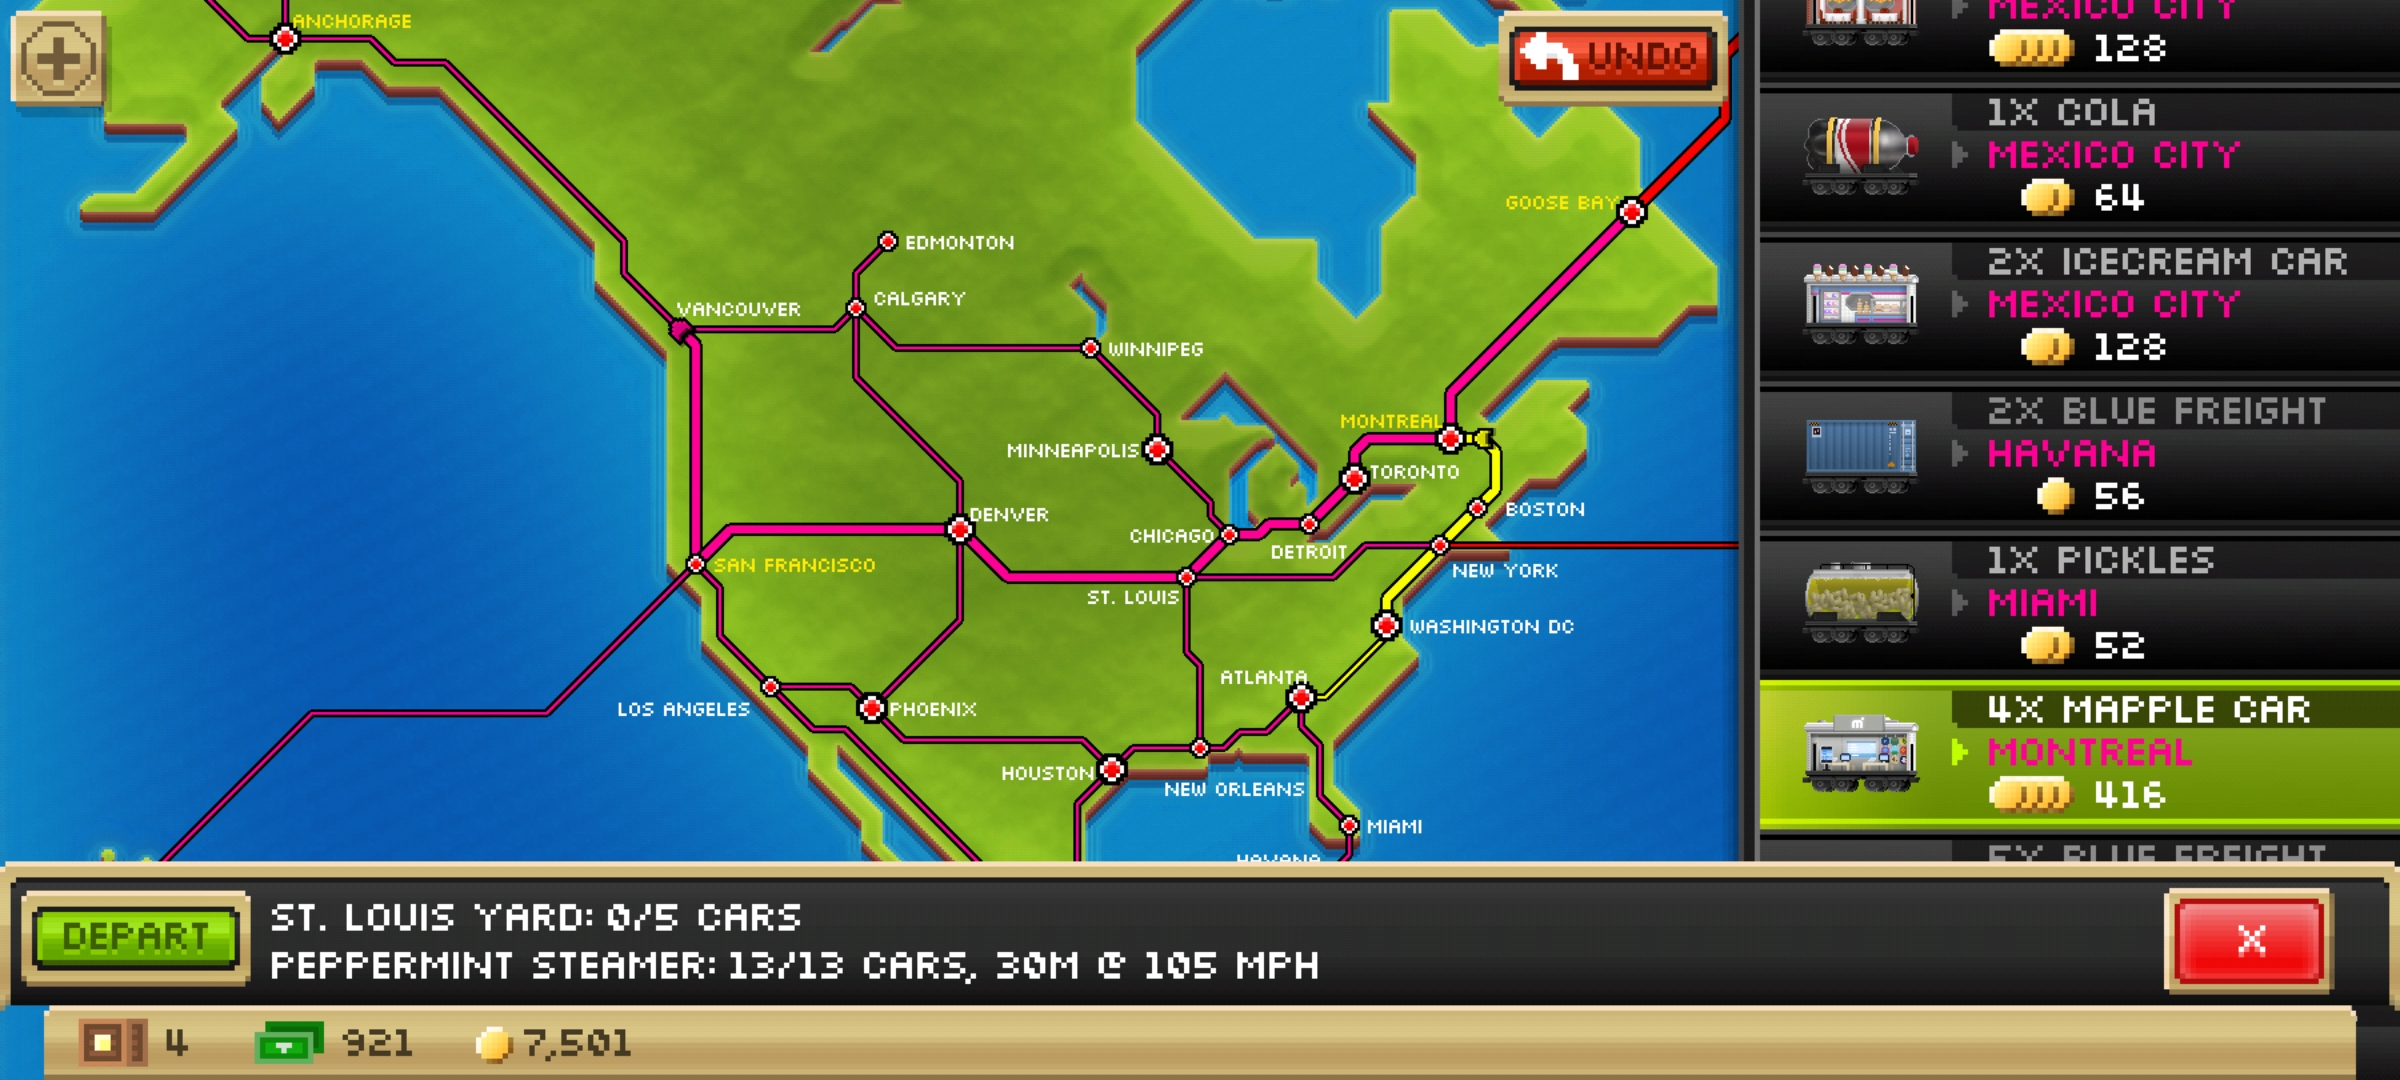 ANCHORAGE
UNDO
GOOSE BAY
EDMONTON
CALGARY
VANCOUVER
WINNIPEG
MONTREAL
MINNEAPOLIS
TORONTO
DENVER
BOSTON
CHICAGO
DETROIT
SAN FRANCISCO
NEW YORK
ST. LOUIS
WASHINGTON DC
ATLANTA
LOS ANGELES
PHOENIX
HOUSTON
NEW ORLEANS
MIAMI
HAVANA
MEXICO CITY
128
1X COLA
MEXICO CITY
64
2X ICECREAM CAR
MEXICO CITY
128
2X BLUE FREIGHT
HAVANA
56
1X PICKLES
MIAMI
52
4X MAPPLE CAR
MONTREAL
416
5X BLUE FREIGHT
DEPART
ST. LOUIS YARD: 0/5 CARS
PEPPERMINT STEAMER: 13/13 CARS, 30M @ 105 MPH
X
4
921
7,501